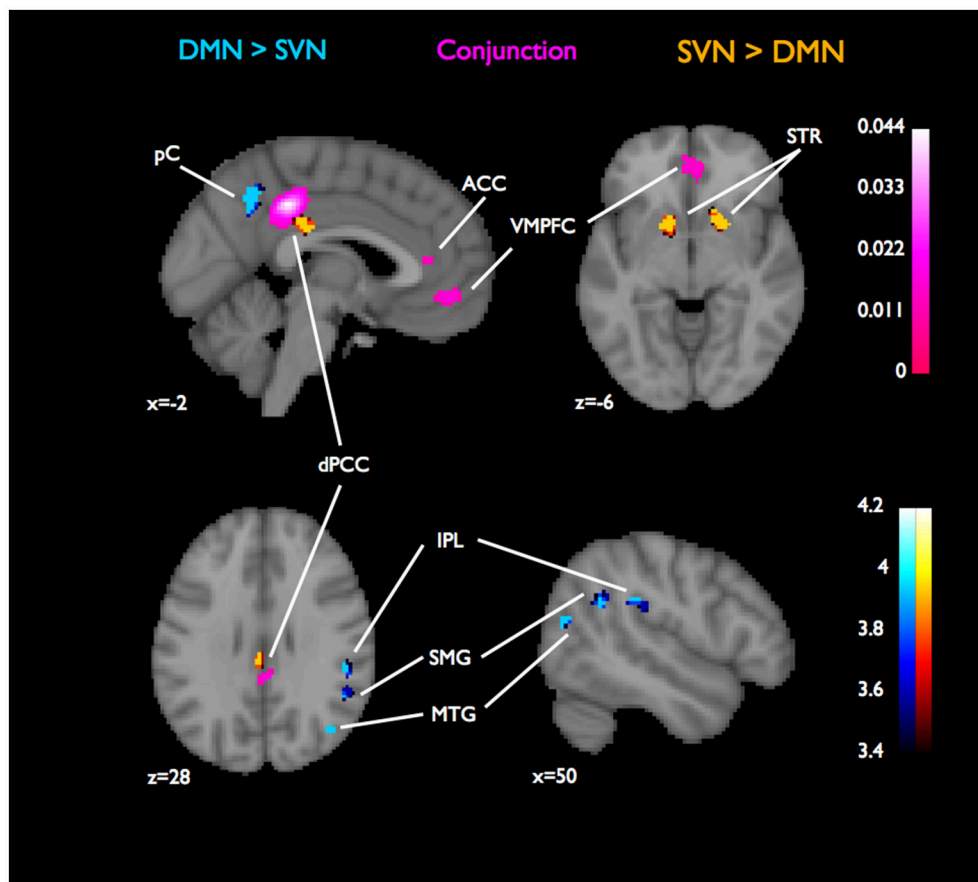 DMN > SVN
Conjunction
SVN > DMN
pC
ACC
VMPFC
STR
0.044
0.033
0.022
0.011
0
x=-2
z=-6
dPCC
IPL
SMG
MTG
4.2
4
3.8
3.6
3.4
z=28
x=50